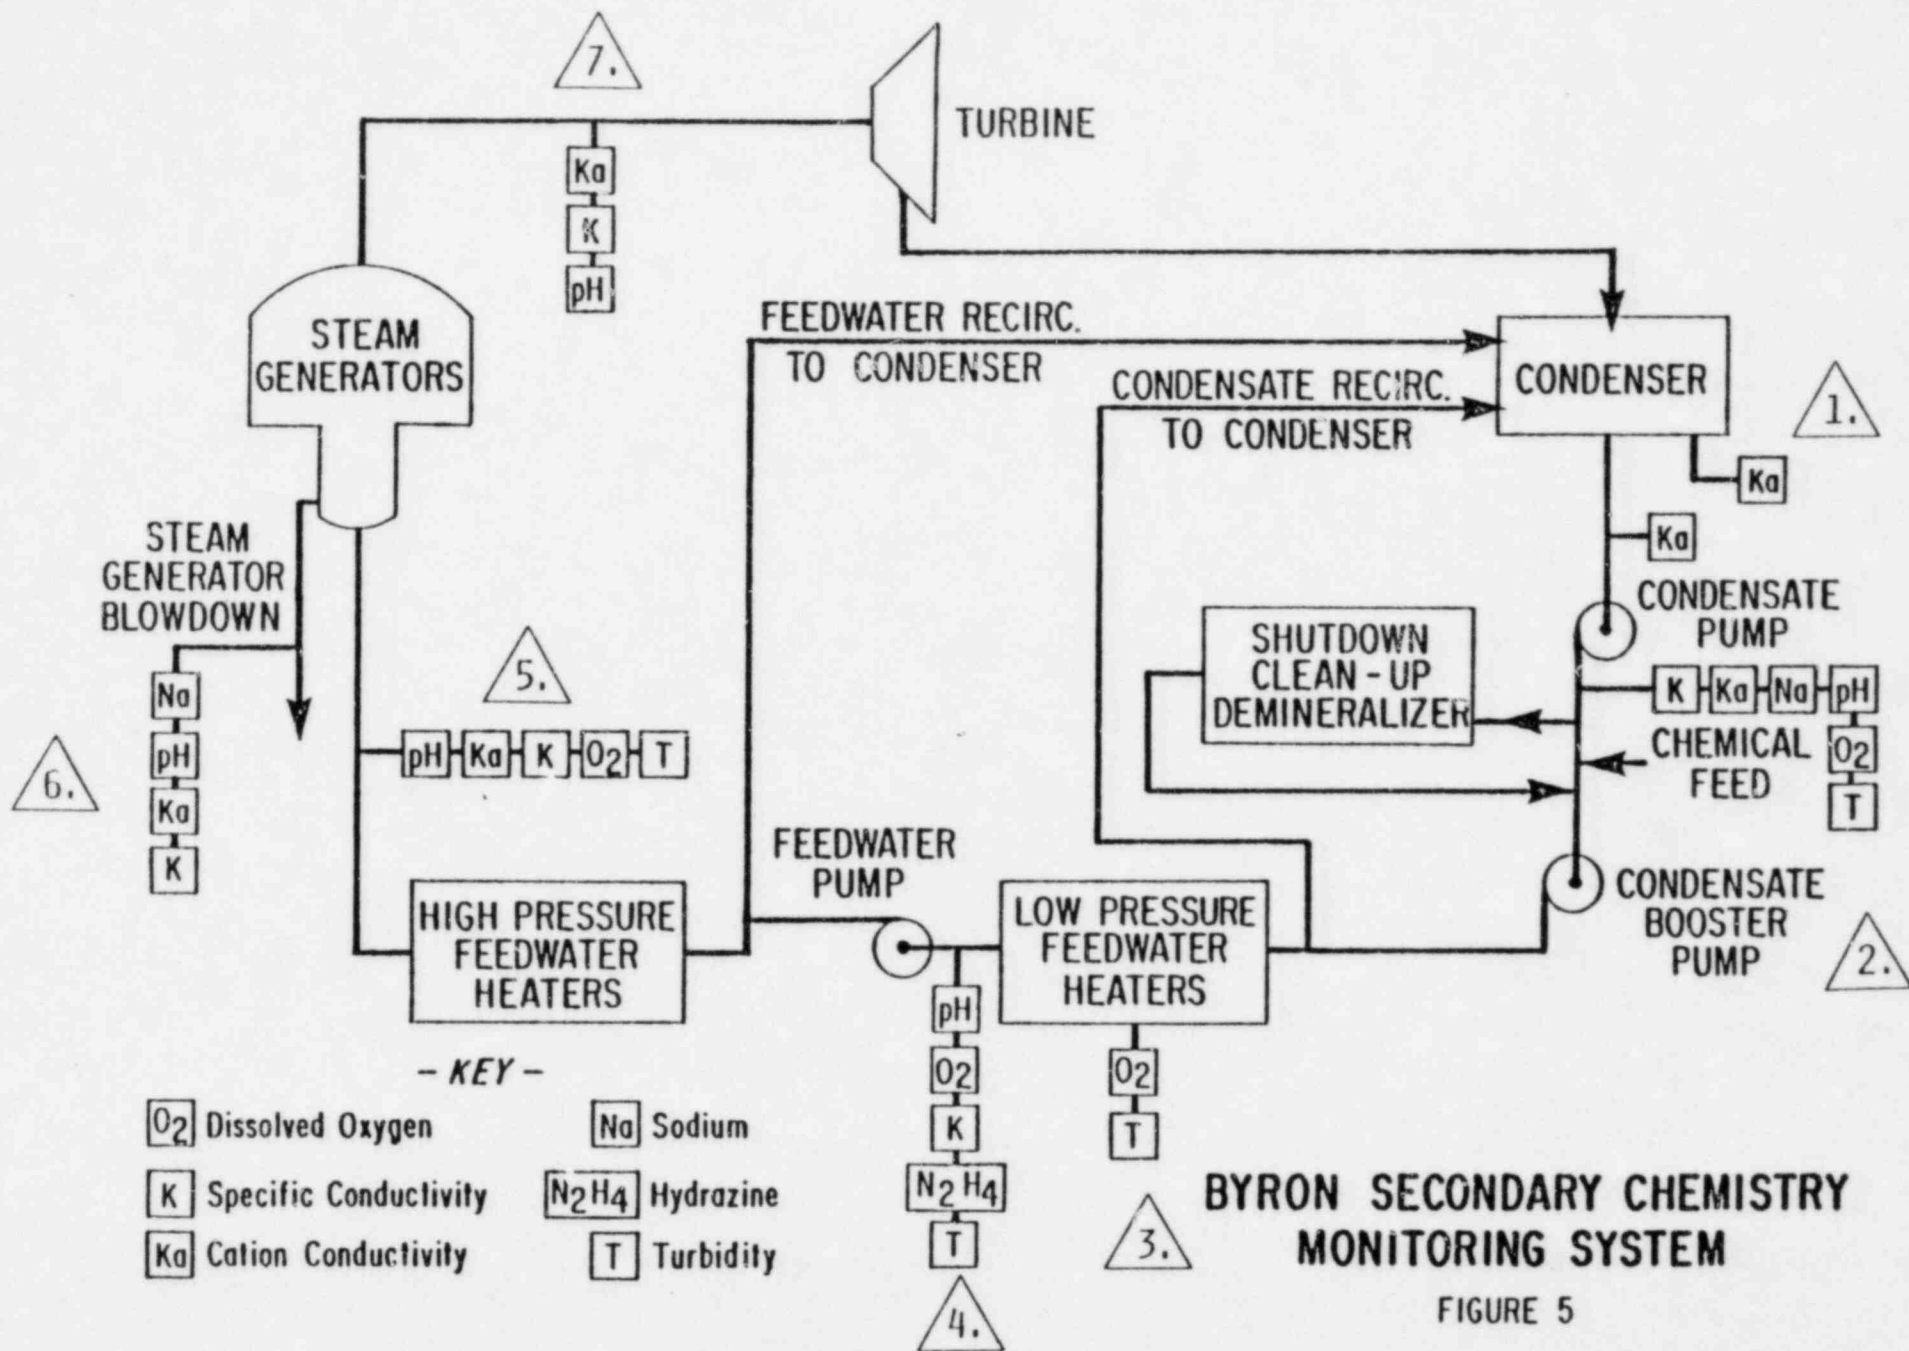 7.
TURBINE
Ka
K
pH
STEAM
GENERATORS
FEEDWATER RECIRC.
TO CONDENSER
CONDENSATE RECIRC.
TO CONDENSER
CONDENSER
1.
Ka
Ka
STEAM
GENERATOR
BLOWDOWN
CONDENSATE
PUMP
SHUTDOWN
CLEAN-UP
DEMINERALIZER
K Ka Na pH
O2
T
CHEMICAL
FEED
5.
pH Ka K O2 T
6.
Na
pH
Ka
K
FEEDWATER
PUMP
HIGH PRESSURE
FEEDWATER
HEATERS
LOW PRESSURE
FEEDWATER
HEATERS
CONDENSATE
BOOSTER
PUMP
2.
pH
O2
K
N2H4
T
4.
O2
T
3.
- KEY -
O2 Dissolved Oxygen
Na Sodium
K Specific Conductivity
N2H4 Hydrazine
Ka Cation Conductivity
T Turbidity
BYRON SECONDARY CHEMISTRY
MONITORING SYSTEM
FIGURE 5